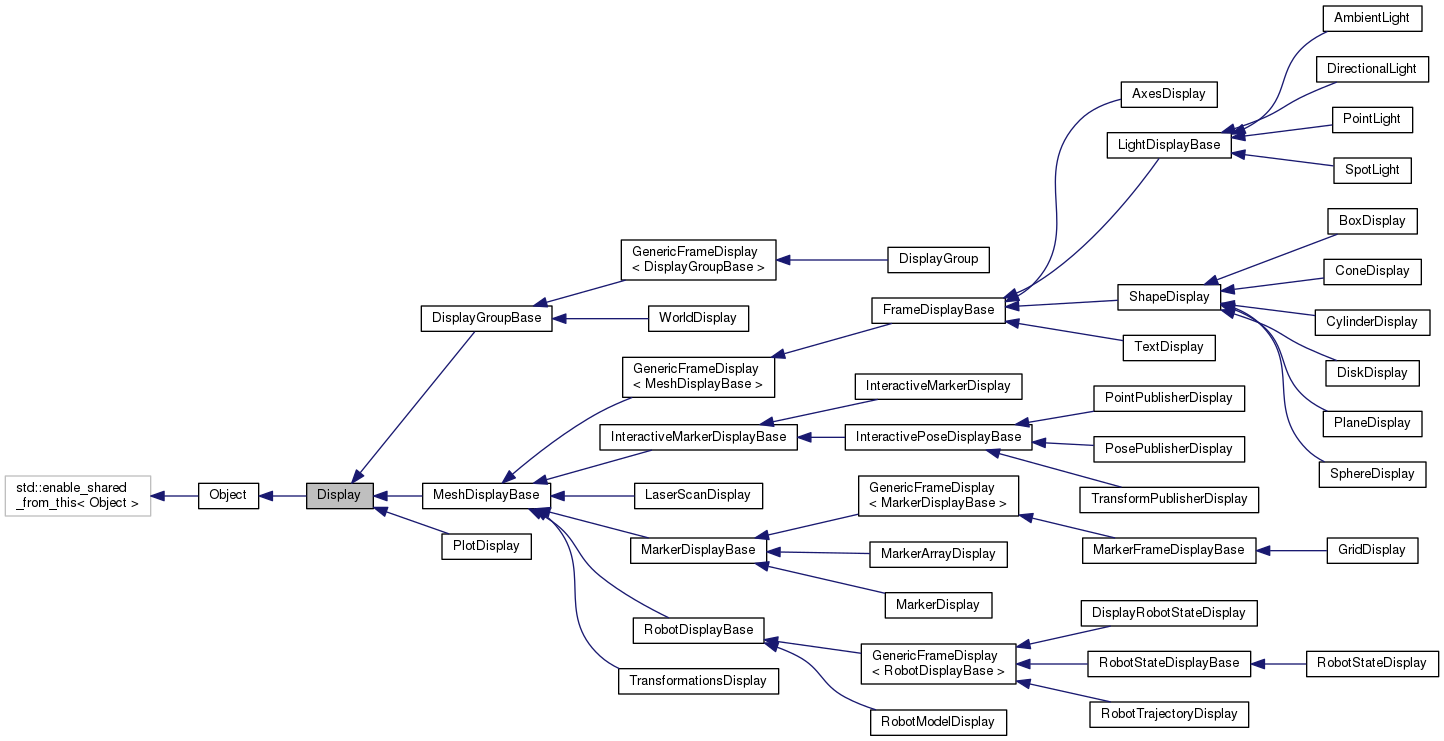 AmbientLight
DirectionalLight
AxesDisplay
PointLight
LightDisplayBase
SpotLight
BoxDisplay
GenericFrameDisplay
< DisplayGroupBase >
DisplayGroup
ConeDisplay
ShapeDisplay
FrameDisplayBase
DisplayGroupBase
WorldDisplay
CylinderDisplay
TextDisplay
GenericFrameDisplay
< MeshDisplayBase >
DiskDisplay
InteractiveMarkerDisplay
PointPublisherDisplay
PlaneDisplay
InteractiveMarkerDisplayBase
InteractivePoseDisplayBase
PosePublisherDisplay
SphereDisplay
std::enable_shared
_from_this< Object >
Object
Display
MeshDisplayBase
LaserScanDisplay
GenericFrameDisplay
< MarkerDisplayBase >
TransformPublisherDisplay
PlotDisplay
MarkerDisplayBase
MarkerArrayDisplay
MarkerFrameDisplayBase
GridDisplay
MarkerDisplay
DisplayRobotStateDisplay
RobotDisplayBase
GenericFrameDisplay
< RobotDisplayBase >
RobotStateDisplayBase
RobotStateDisplay
TransformationsDisplay
RobotTrajectoryDisplay
RobotModelDisplay